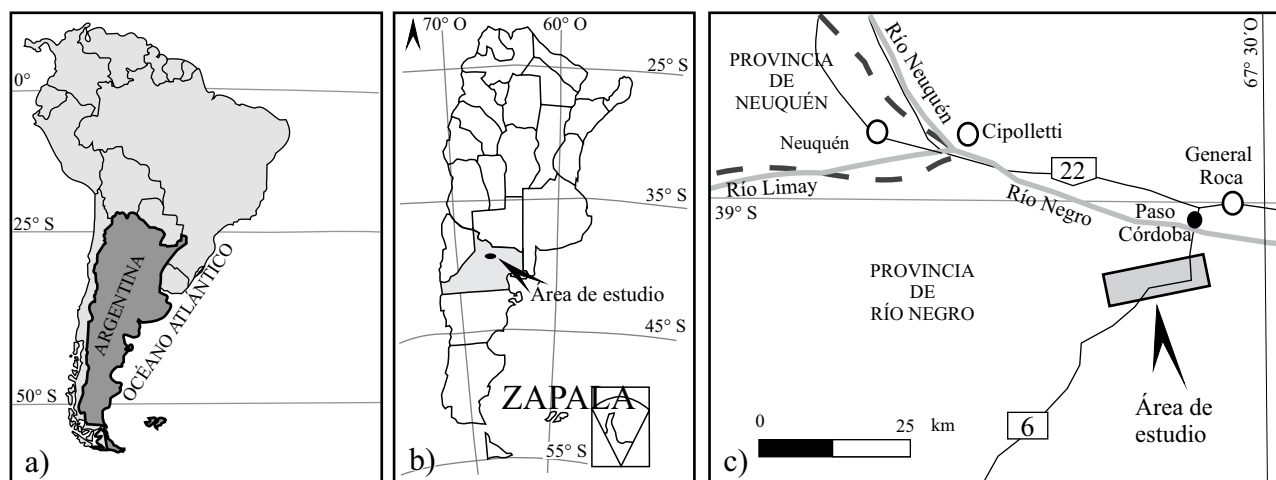 0°
25° S
50° S
ARGENTINA
OCÉANO ATLÁNTICO
a)
70° O
60° O
25° S
35° S
Área de estudio
45° S
ZAPALA
55° S
b)
67° 30' O
PROVINCIA
DE
NEUQUÉN
Río Neuquén
Cipolletti
Neuquén
22
General
Roca
Río Limay
39° S
Río Negro
Paso
Córdoba
PROVINCIA
DE
RÍO NEGRO
Área de
estudio
6
0
25
km
c)